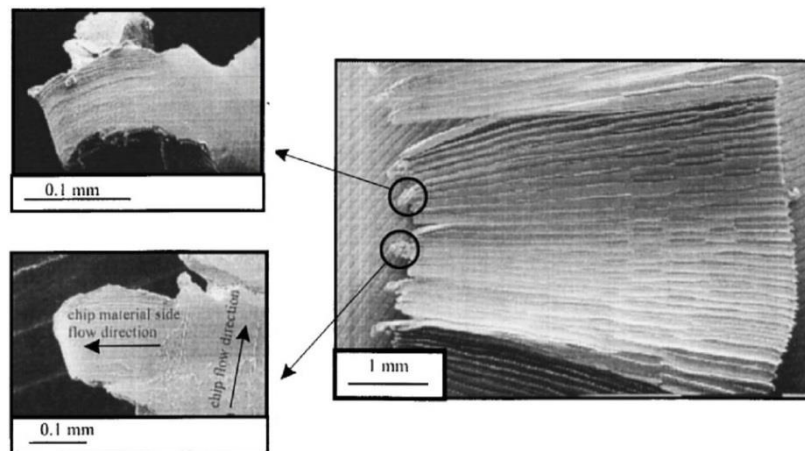 0.1 mm
chip material side
flow direction
chip flow direction
0.1 mm
1 mm